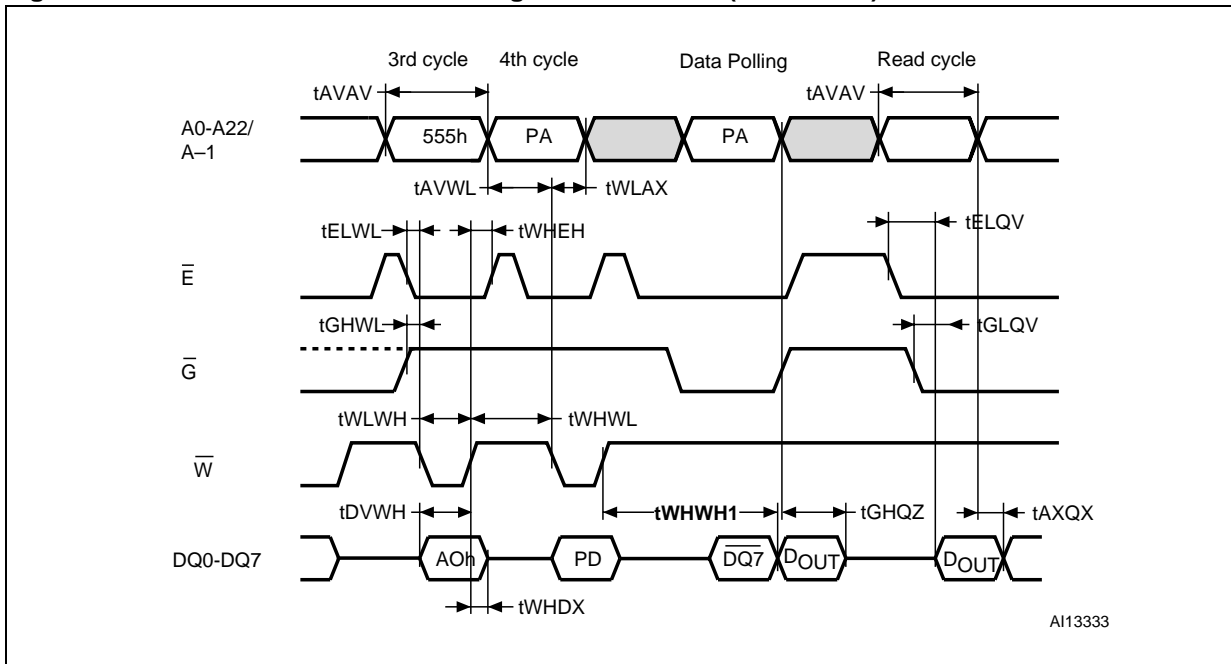 3rd cycle 4th cycle Data Polling Read cycle
tAVAV tAVAV
A0-A22/
A–1
555h PA PA
tAVWL tWLAX
tELWL tWHEH tELQV
E
tGHWL tGLQV
G
tWLWH tWHWL
W
tDVWH tWHWH1 tGHQZ tAXQX
DQ0-DQ7 AOh PD DQ7 DOUT DOUT
tWHDX
AI13333